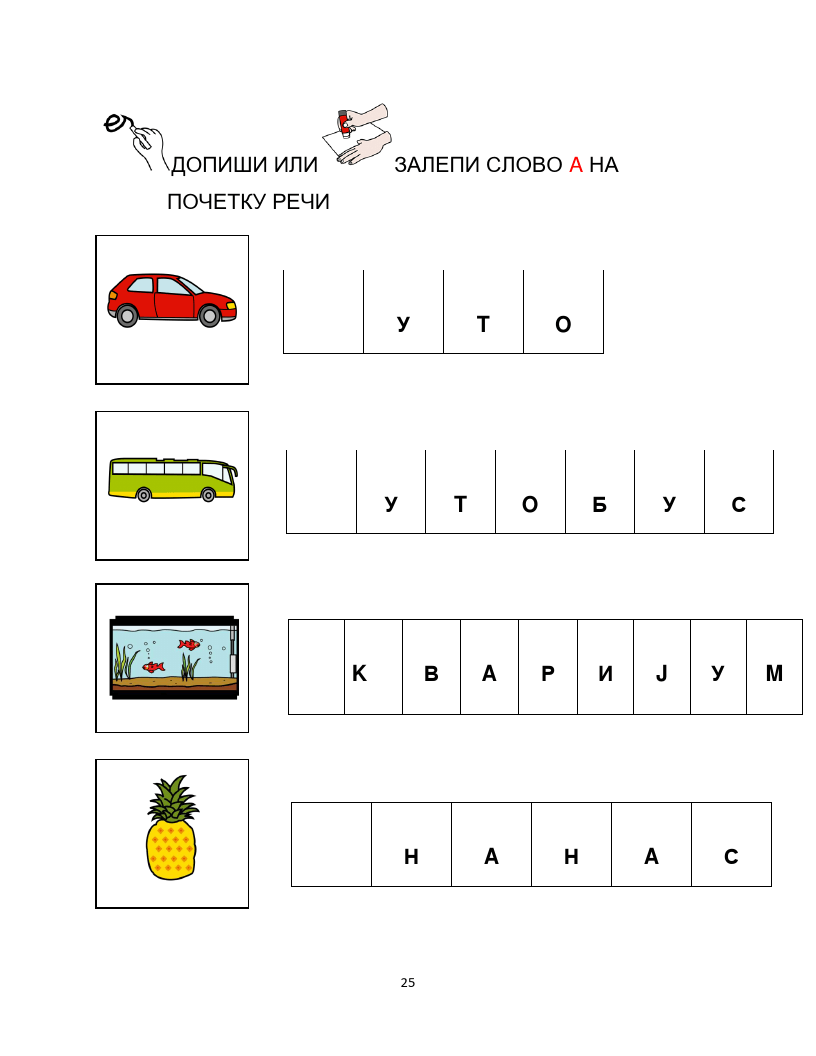 ДОПИШИ ИЛИ ЗАЛЕПИ СЛОВО А НА
ПОЧЕТКУ РЕЧИ
У Т О
У Т О Б У С
К В А Р И Ј У М
Н А Н А С
25